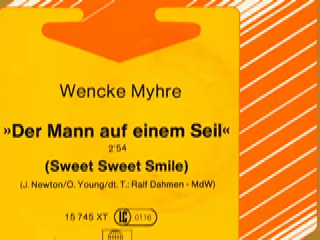 Wencke Myhre
»Der Mann auf einem Seil«
2'54
(Sweet Sweet Smile)
(J. Newton/O. Young/dt. T.: Ralf Dahmen - MdW)
15 745 XT LC 0116